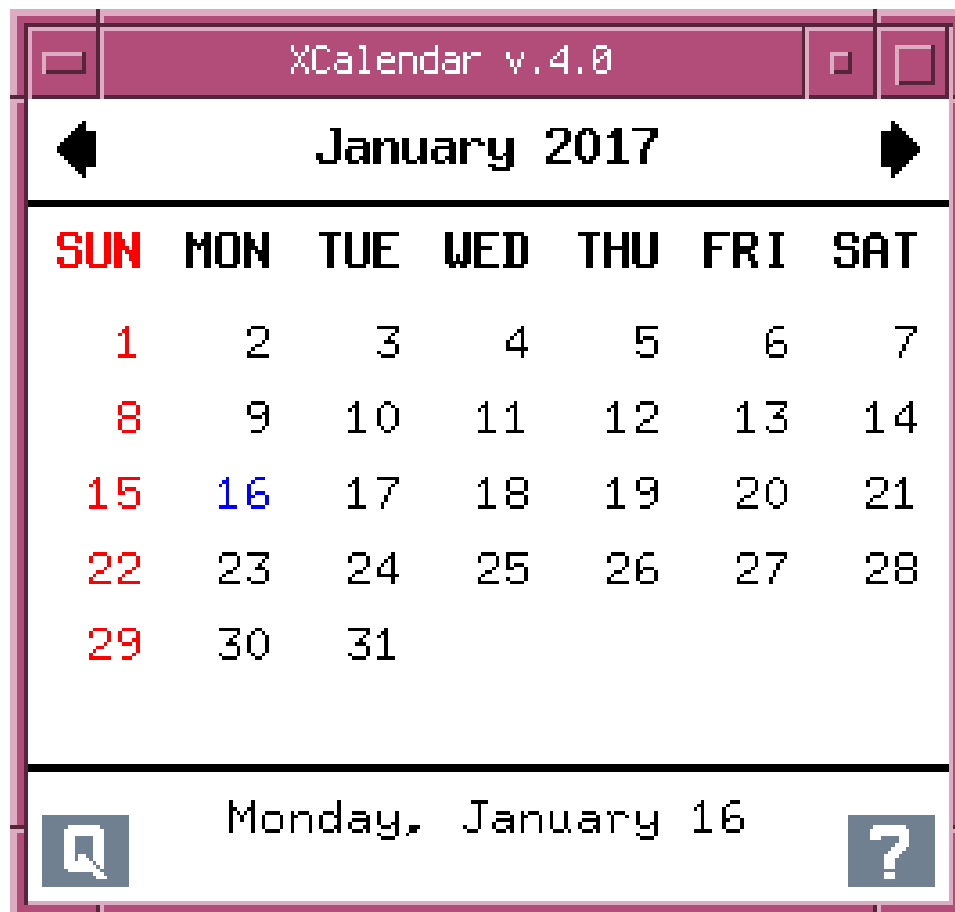 XCalendar v.4.0
January 2017
SUN MON TUE WED THU FRI SAT
1 2 3 4 5 6 7
8 9 10 11 12 13 14
15 16 17 18 19 20 21
22 23 24 25 26 27 28
29 30 31
Monday, January 16
Q ?